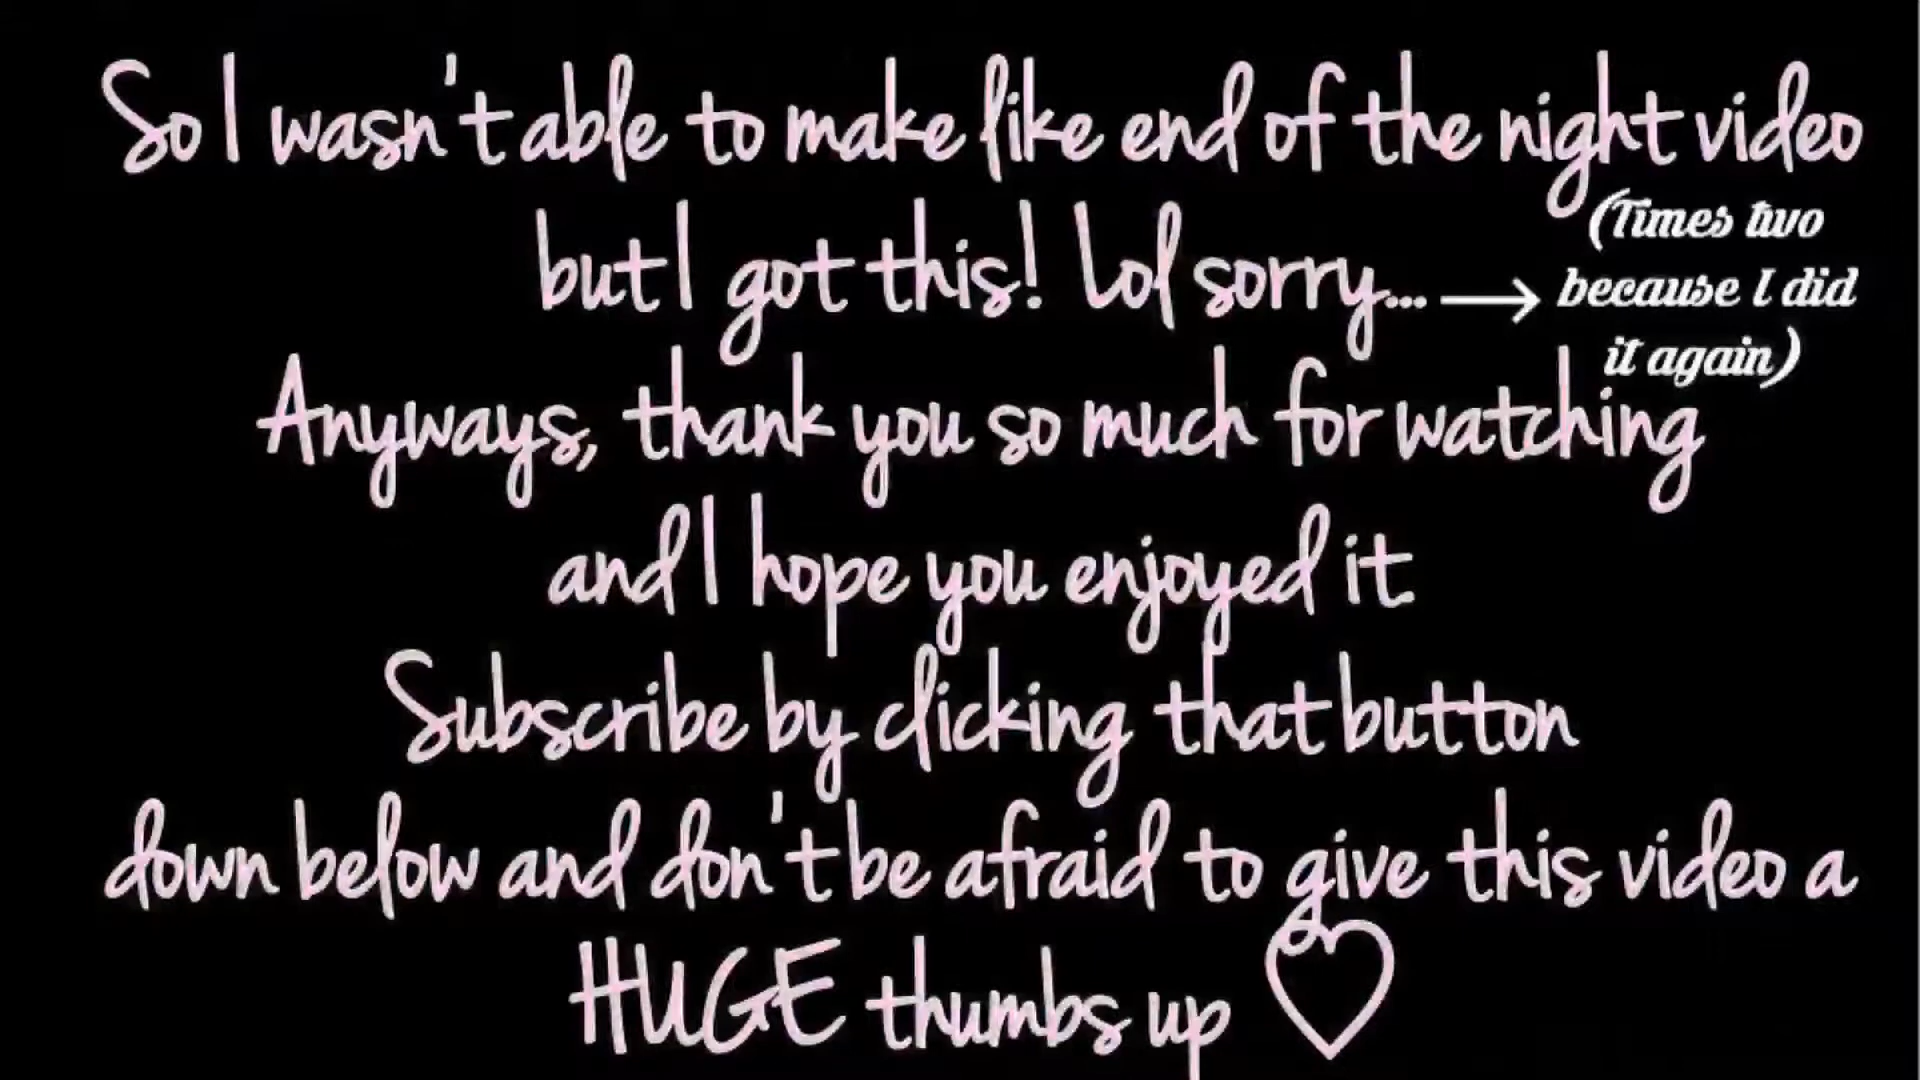 So I wasn't able to make like end of the night video
but I got this! Lol sorry...→
(Times two
because I did
it again)
Anyways, thank you so much for watching
and I hope you enjoyed it
Subscribe by clicking that button
down below and don't be afraid to give this video a
HUGE thumbs up ♡